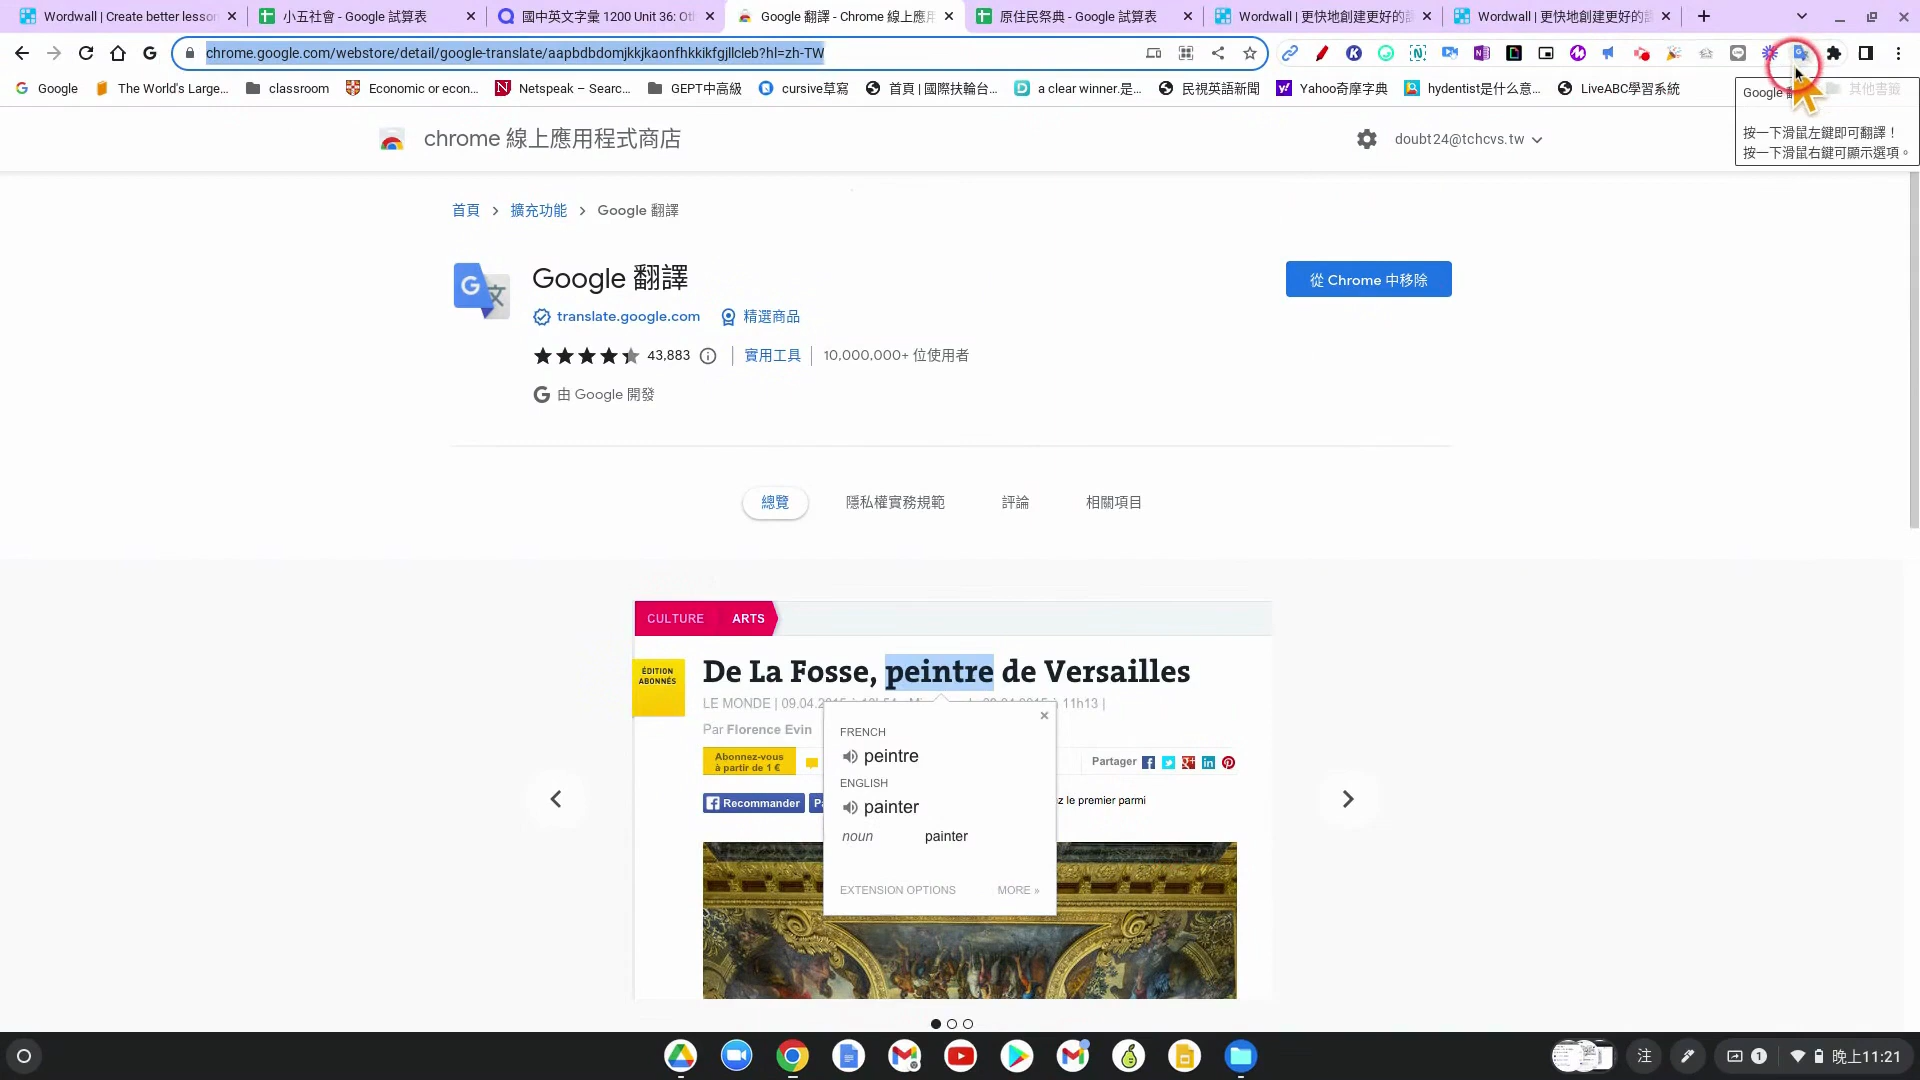 Wordwall | Create better lesson
小五社會 - Google 試算表
國中英文字彙 1200 Unit 36: Oth
Google 翻譯 - Chrome 線上應用
原住民祭典 - Google 試算表
Wordwall | 更快地創建更好的課
Wordwall | 更快地創建更好的課
chrome.google.com/webstore/detail/google-translate/aapbdbdomjkkjkaonfhkkikfgjllcleb?hl=zh-TW
Google
The World's Large...
classroom
Economic or econ...
Netspeak – Searc...
GEPT中高級
cursive草寫
首頁 | 國際扶輪台...
a clear winner.是...
民視英語新聞
Yahoo奇摩字典
hydentist是什么意...
LiveABC學習系統
其他書籤
Google
按一下滑鼠左鍵即可翻譯！
按一下滑鼠右鍵可顯示選項。
chrome 線上應用程式商店
doubt24@tchcvs.tw
首頁 > 擴充功能 > Google 翻譯
Google 翻譯
從 Chrome 中移除
translate.google.com 精選商品
43,883 實用工具 10,000,000+ 位使用者
由 Google 開發
總覽 隱私權實務規範 評論 相關項目
CULTURE ARTS
ÉDITION
ABONNÉS
De La Fosse, peintre de Versailles
LE MONDE | 09.04.2015 11h13 |
Par Florence Evin
Abonnez-vous
à partir de 1 €
Partager
Recommander
z le premier parmi
FRENCH
peintre
ENGLISH
painter
noun painter
EXTENSION OPTIONS MORE »
注
1
晚上11:21